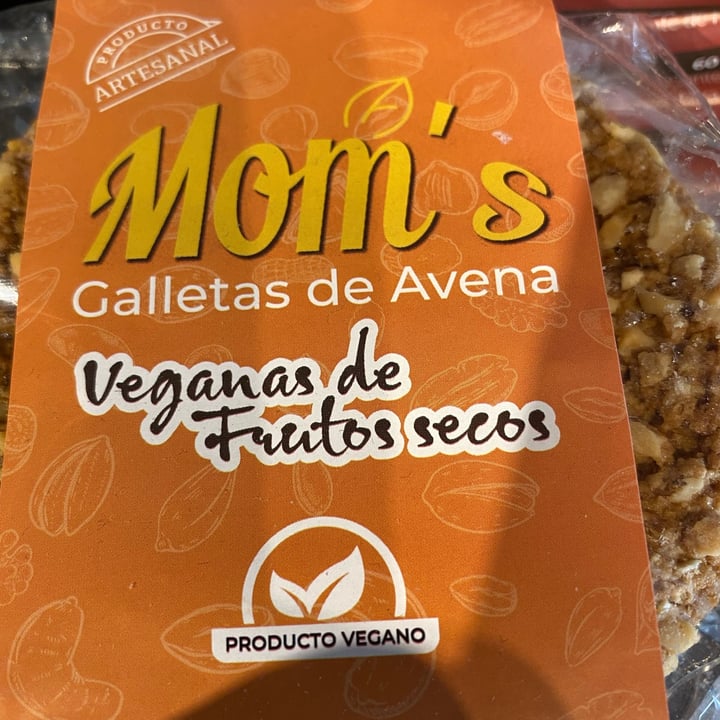 PRODUCTO
ARTESANAL
Mom's
Galletas de Avena
Veganas de
Frutos secos
PRODUCTO VEGANO